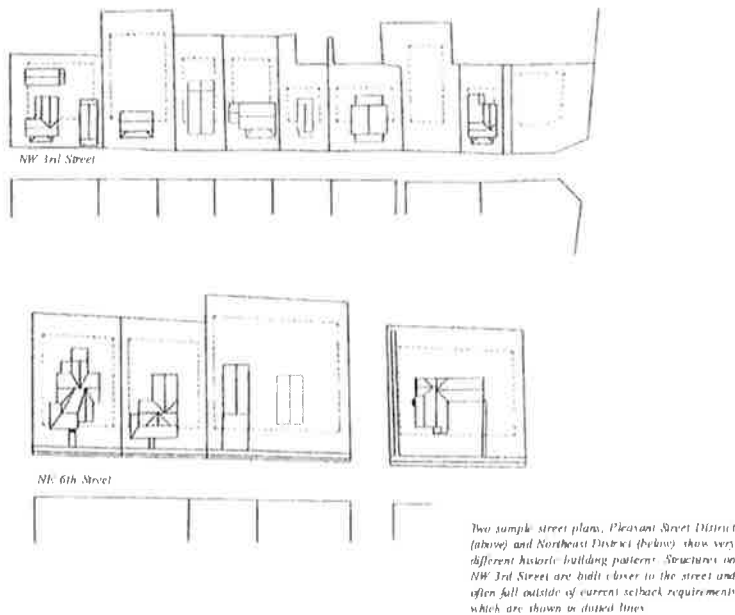 NW 3rd Street
NE 6th Street
Two sample street plans, Pleasant Street District
(above) and Northeast District (below) show very
different historic building patterns. Structures on
NW 3rd Street are built closer to the street and
often fall outside of current setback requirements
which are shown in dotted lines